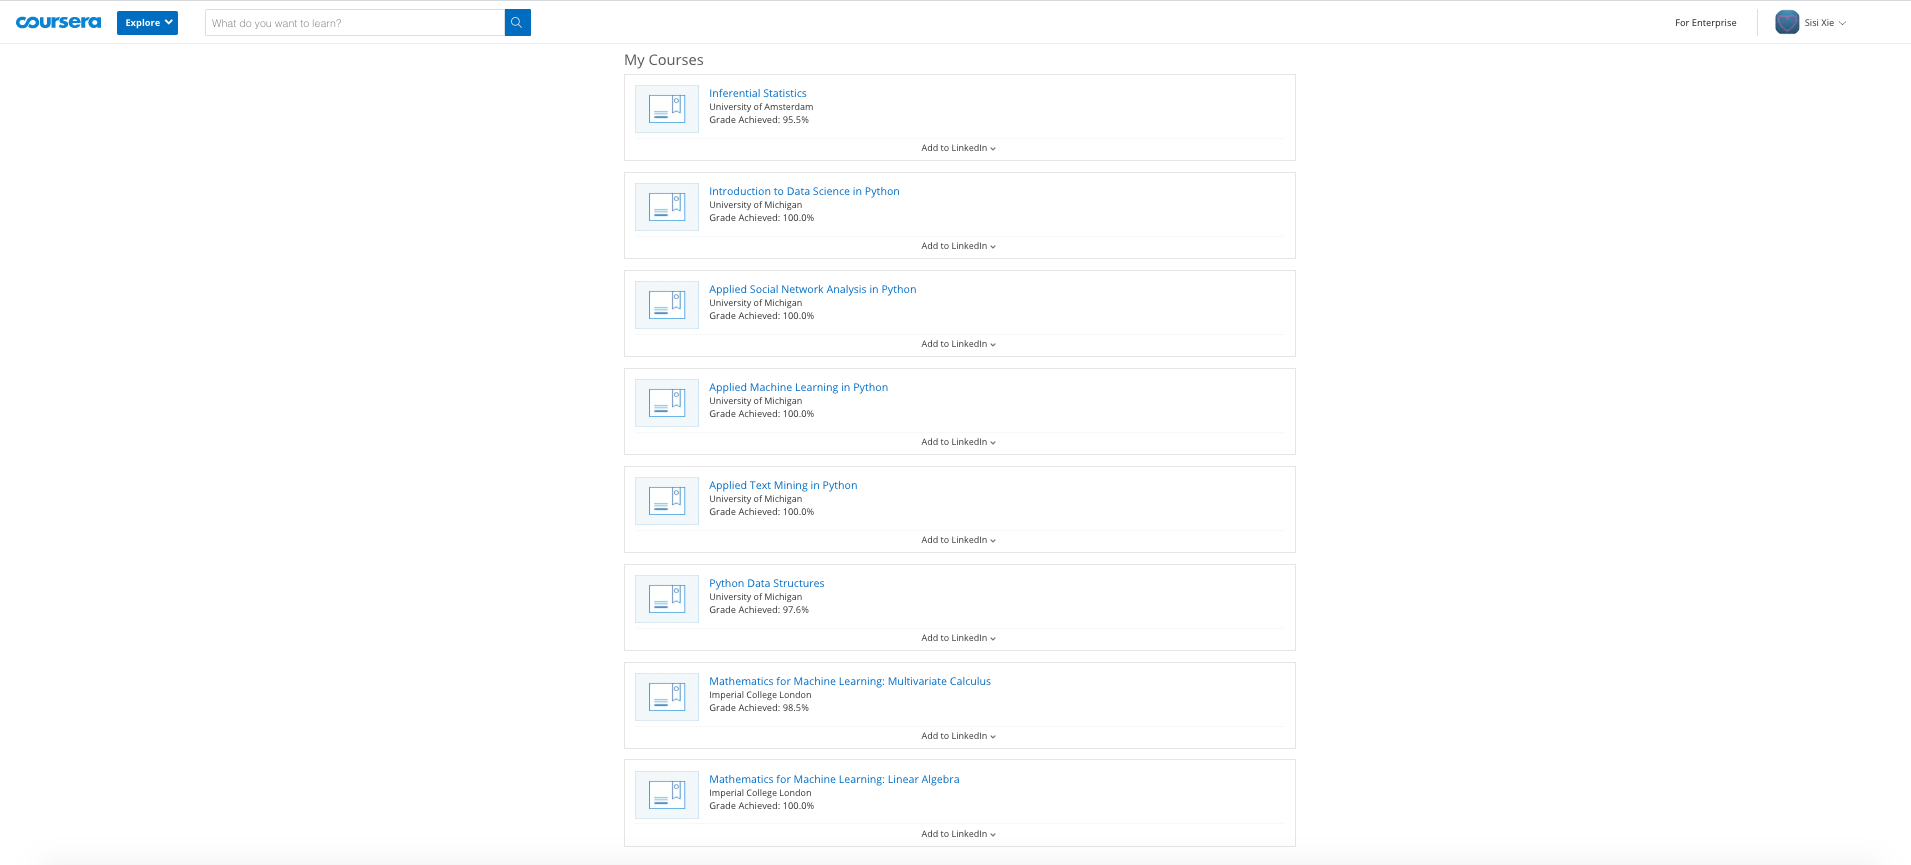 coursera
Explore
What do you want to learn?
For Enterprise
Sisi Xie
My Courses
Inferential Statistics
University of Amsterdam
Grade Achieved: 95.5%
Add to LinkedIn
Introduction to Data Science in Python
University of Michigan
Grade Achieved: 100.0%
Add to LinkedIn
Applied Social Network Analysis in Python
University of Michigan
Grade Achieved: 100.0%
Add to LinkedIn
Applied Machine Learning in Python
University of Michigan
Grade Achieved: 100.0%
Add to LinkedIn
Applied Text Mining in Python
University of Michigan
Grade Achieved: 100.0%
Add to LinkedIn
Python Data Structures
University of Michigan
Grade Achieved: 97.6%
Add to LinkedIn
Mathematics for Machine Learning: Multivariate Calculus
Imperial College London
Grade Achieved: 98.5%
Add to LinkedIn
Mathematics for Machine Learning: Linear Algebra
Imperial College London
Grade Achieved: 100.0%
Add to LinkedIn